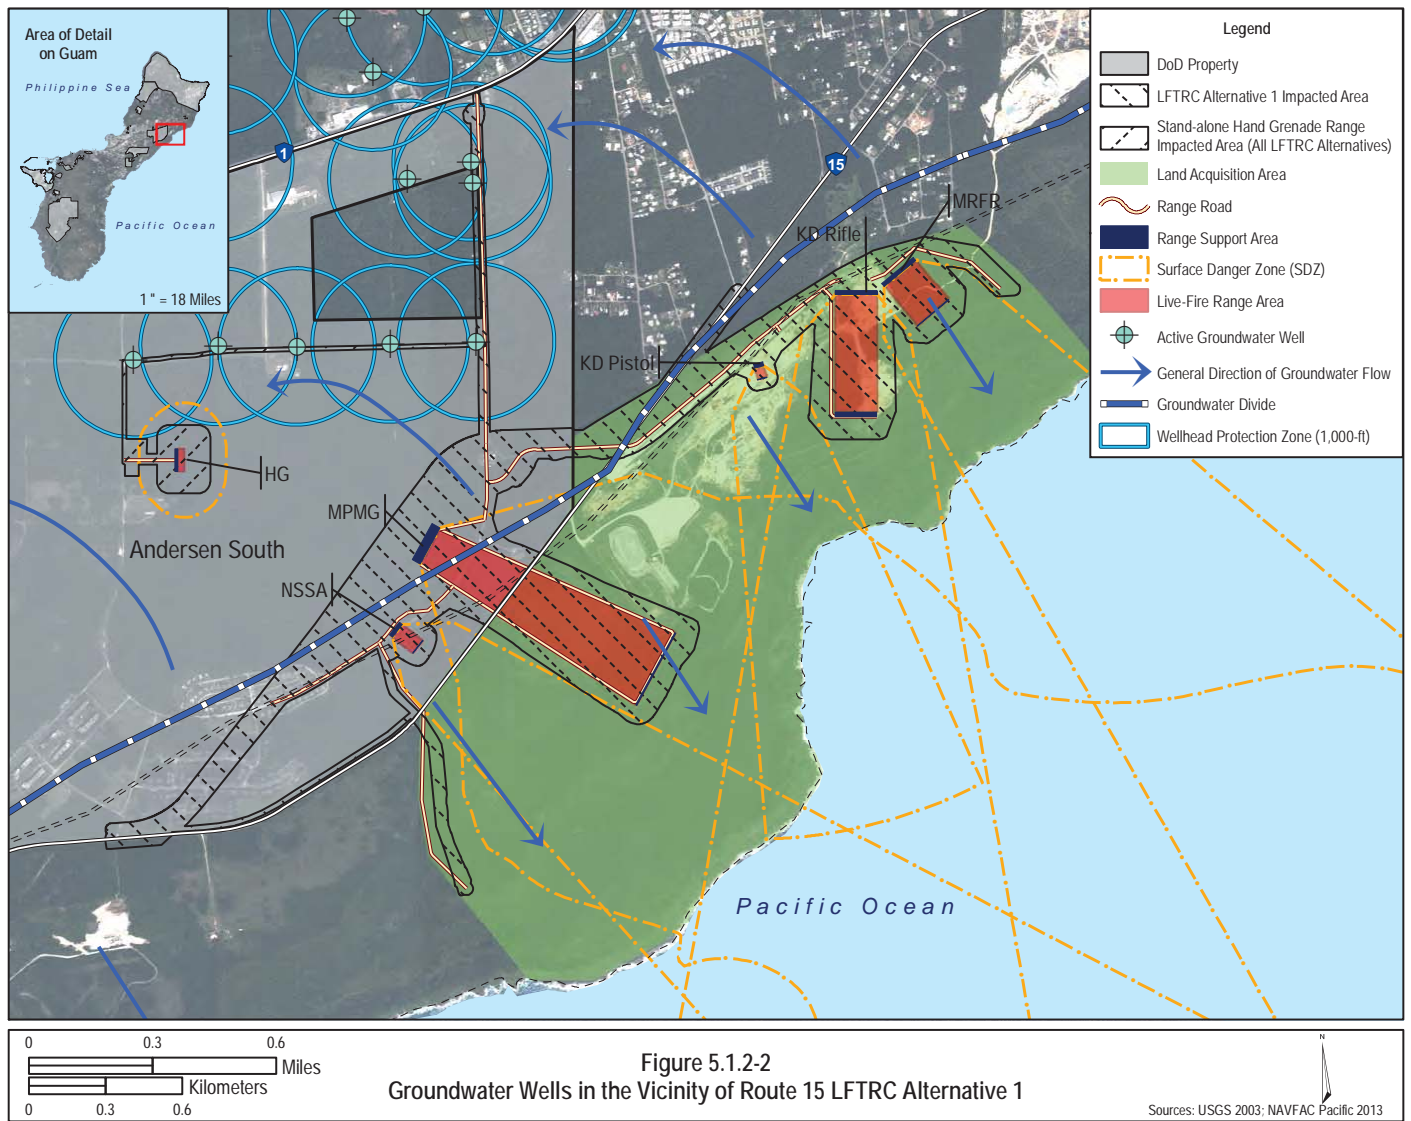 Area of Detail
on Guam
Philippine Sea
Pacific Ocean
1 " = 18 Miles
Legend
DoD Property
LFTRC Alternative 1 Impacted Area
Stand-alone Hand Grenade Range
Impacted Area (All LFTRC Alternatives)
Land Acquisition Area
Range Road
Range Support Area
Surface Danger Zone (SDZ)
Live-Fire Range Area
Active Groundwater Well
General Direction of Groundwater Flow
Groundwater Divide
Wellhead Protection Zone (1,000-ft)
1
15
MRFR
KD Rifle
KD Pistol
HG
MPMG
Andersen South
NSSA
Pacific Ocean
0 0.3 0.6
Miles
Kilometers
0 0.3 0.6
Figure 5.1.2-2
Groundwater Wells in the Vicinity of Route 15 LFTRC Alternative 1
N
Sources: USGS 2003; NAVFAC Pacific 2013